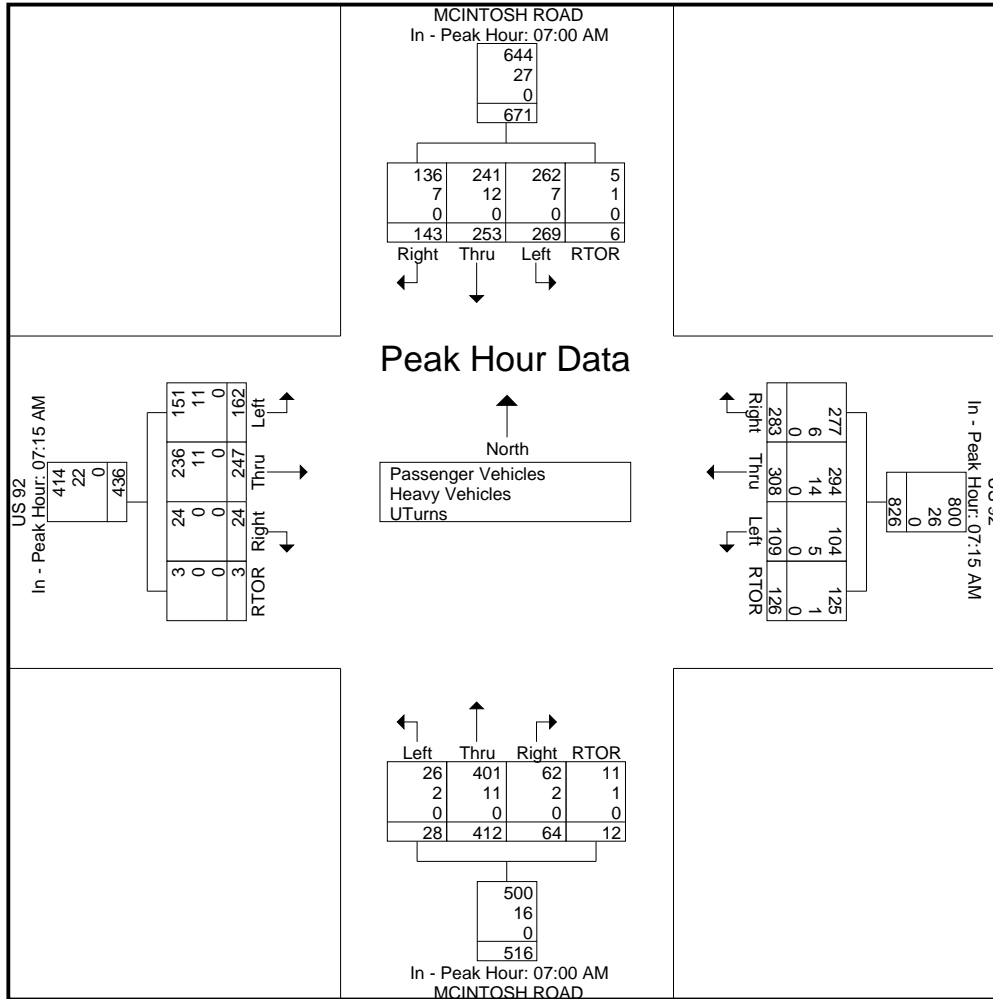 MCINTOSH ROAD
In - Peak Hour: 07:00 AM
644
27
0
671
136 241 262 5
7 12 7 1
0 0 0 0
143 253 269 6
Right Thru Left RTOR
Peak Hour Data
North
Passenger Vehicles
Heavy Vehicles
UTurns
US 92
In - Peak Hour: 07:15 AM
414
22
0
436
151 11 0 162 Left
236 11 0 247 Thru
24 0 0 24 Right
3 0 0 3 RTOR
Right 283 0 6 277
Thru 308 0 14 294
Left 109 0 5 104
RTOR 126 0 1 125
800
26
0
826
US 92
In - Peak Hour: 07:15 AM
Left Thru Right RTOR
26 401 62 11
2 11 2 1
0 0 0 0
28 412 64 12
500
16
0
516
In - Peak Hour: 07:00 AM
MCINTOSH ROAD